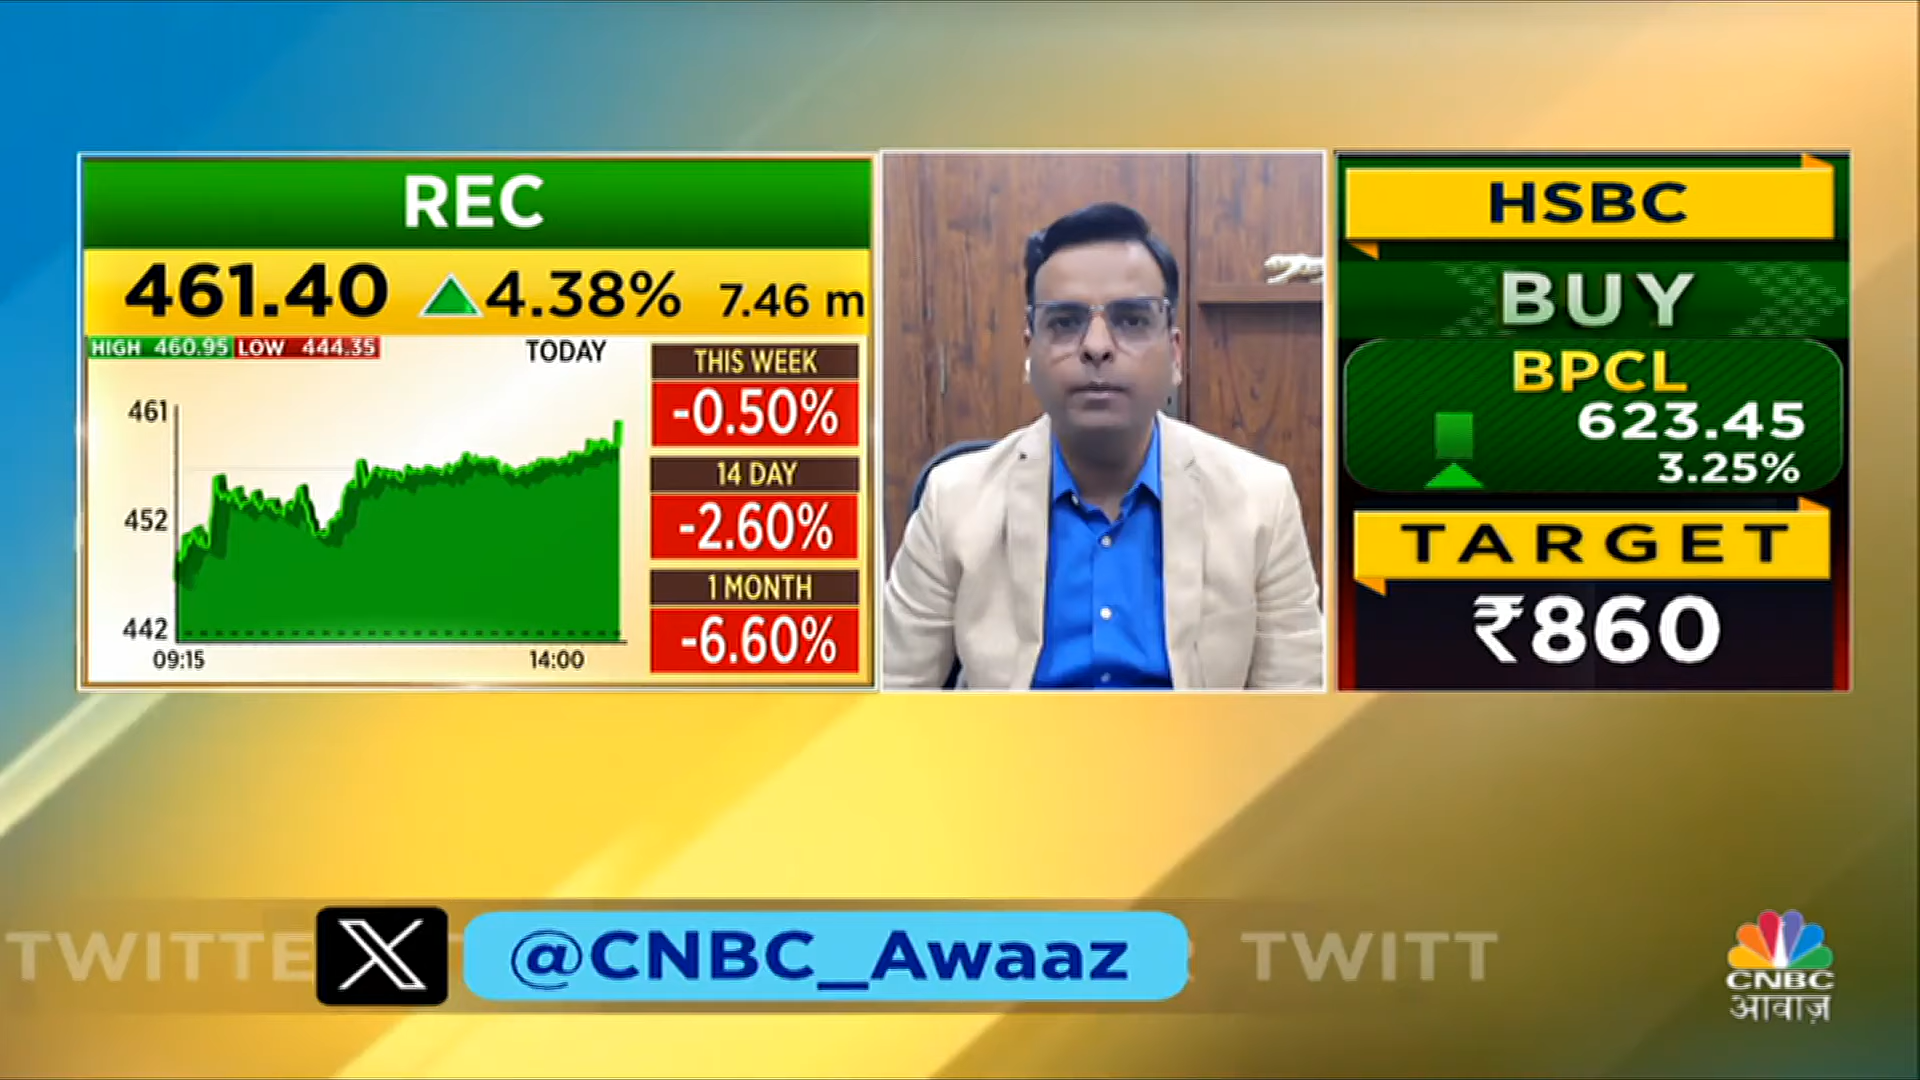 REC
461.40 4.38% 7.46 m
HIGH 460.95 LOW 444.35
TODAY
461
452
442
09:15 14:00
THIS WEEK
-0.50%
14 DAY
-2.60%
1 MONTH
-6.60%
HSBC
BUY
BPCL
623.45
3.25%
TARGET
₹860
TWITTE
@CNBC_Awaaz
R TWITT
CNBC
आवाज़